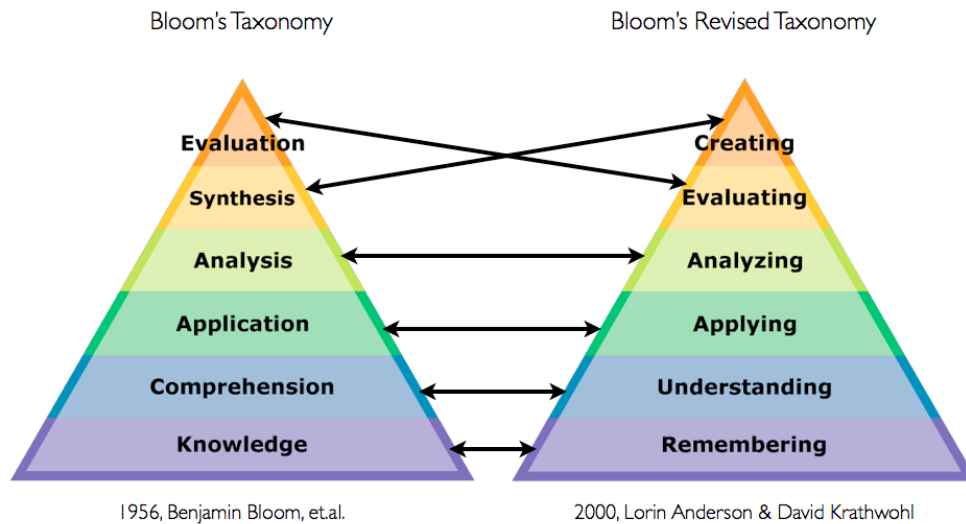 Bloom's Taxonomy
Evaluation
Synthesis
Analysis
Application
Comprehension
Knowledge
1956, Benjamin Bloom, et.al.
Bloom's Revised Taxonomy
Creating
Evaluating
Analyzing
Applying
Understanding
Remembering
2000, Lorin Anderson & David Krathwohl